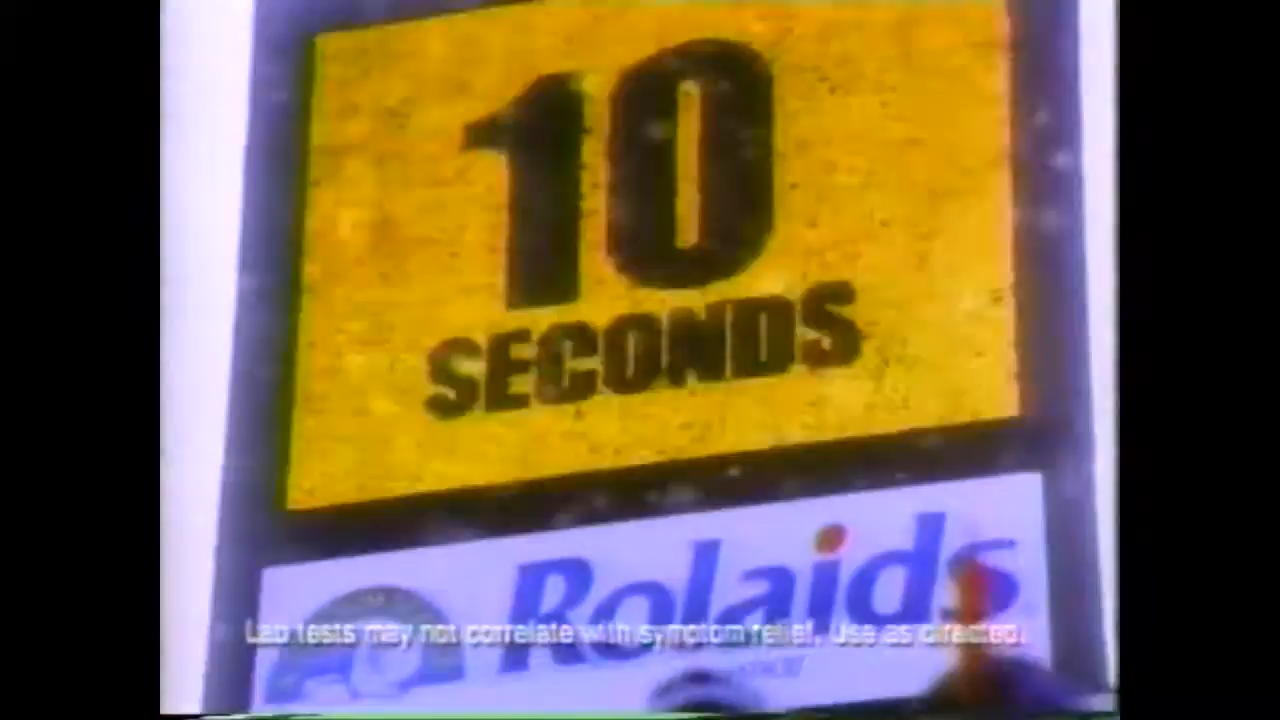 10
SECONDS
Rolaids
Lab tests may not correlate with symptom relief. Use as directed.